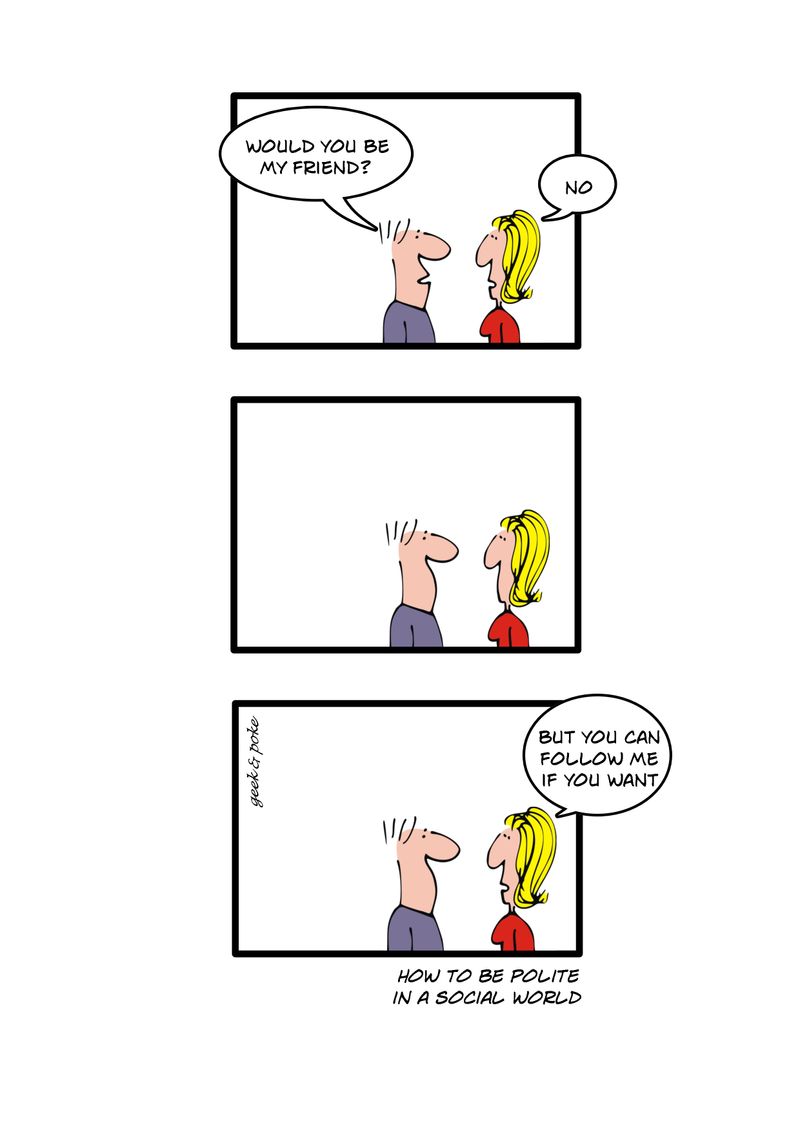 WOULD YOU BE
MY FRIEND?
NO
geek & poke
BUT YOU CAN
FOLLOW ME
IF YOU WANT
HOW TO BE POLITE
IN A SOCIAL WORLD